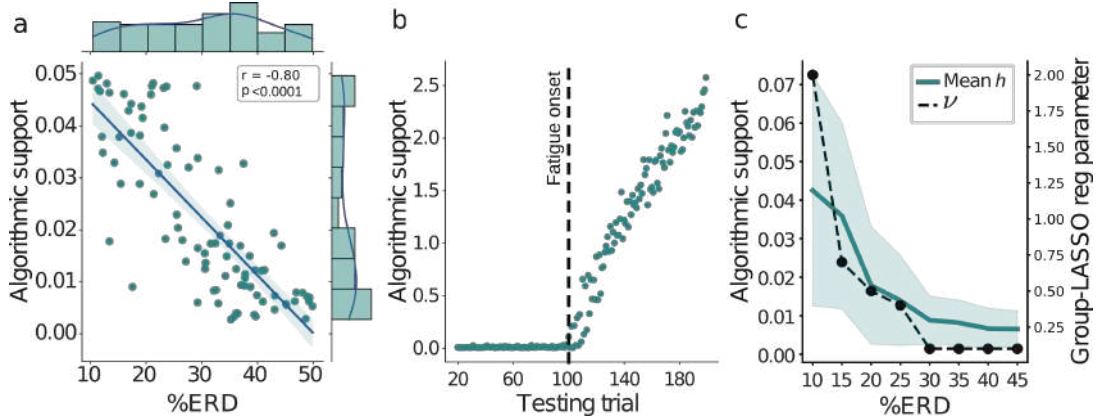 a
r = -0.80
p<0.0001
Algorithmic support
0.05
0.04
0.03
0.02
0.01
0.00
10 20 30 40 50
%ERD
b
Fatigue onset
Algorithmic support
2.5
2.0
1.5
1.0
0.5
0.0
20 60 100 140 180
Testing trial
c
Mean h
ν
Algorithmic support
0.07
0.06
0.05
0.04
0.03
0.02
0.01
0.00
2.00
1.75
1.50
1.25
1.00
0.75
0.50
0.25
Group-LASSO reg parameter
10 15 20 25 30 35 40 45
%ERD